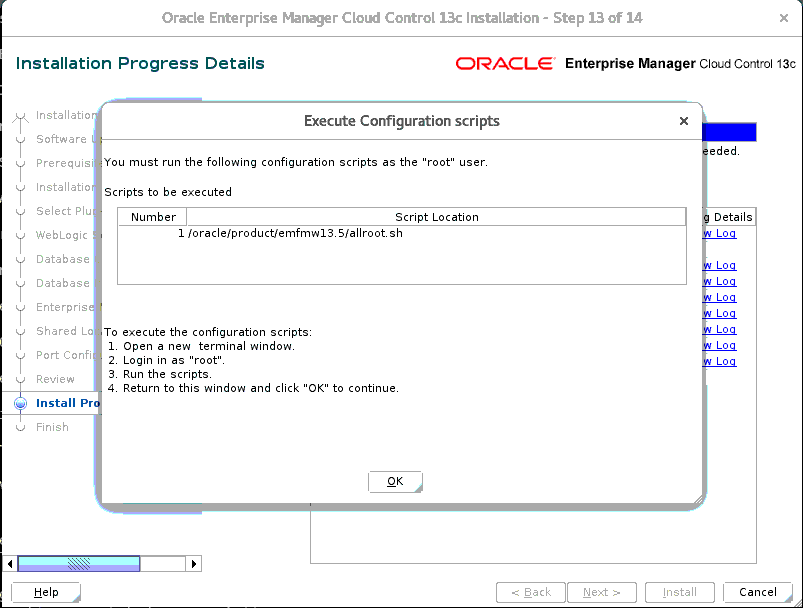 Oracle Enterprise Manager Cloud Control 13c Installation - Step 13 of 14
Installation Progress Details
ORACLE Enterprise Manager Cloud Control 13c
Installation
Software
Prerequisi
Installation
Select Plu
WebLogic S
Database
Database
Enterprise
Shared Lo
Port Confi
Review
Install Pro
Finish
Execute Configuration scripts
You must run the following configuration scripts as the "root" user.
Scripts to be executed
Number Script Location
1 /oracle/product/emfmw13.5/allroot.sh
To execute the configuration scripts:
1. Open a new terminal window.
2. Login in as "root".
3. Run the scripts.
4. Return to this window and click "OK" to continue.
OK
eeded.
g Details
w Log
w Log
w Log
w Log
w Log
w Log
w Log
w Log
Help
< Back
Next >
Install
Cancel